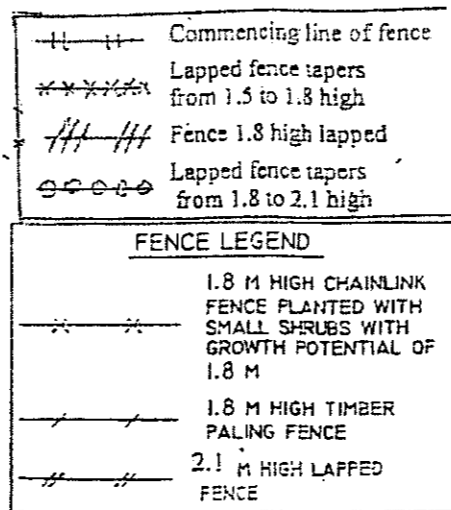 Commencing line of fence
Lapped fence tapers
from 1.5 to 1.8 high
Fence 1.8 high lapped
Lapped fence tapers
from 1.8 to 2.1 high
FENCE LEGEND
1.8 M HIGH CHAINLINK
FENCE PLANTED WITH
SMALL SHRUBS WITH
GROWTH POTENTIAL OF
1.8 M
1.8 M HIGH TIMBER
PALING FENCE
2.1 M HIGH LAPPED
FENCE